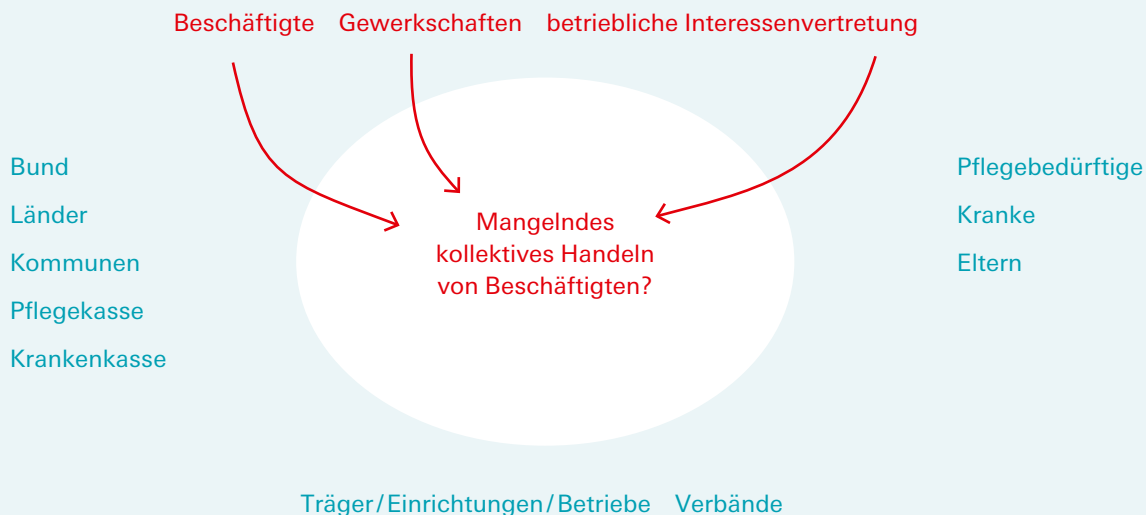 Beschäftigte Gewerkschaften betriebliche Interessenvertretung
Bund
Länder
Kommunen
Pflegekasse
Krankenkasse
Mangelndes
kollektives Handeln
von Beschäftigten?
Pflegebedürftige
Kranke
Eltern
Träger/Einrichtungen/Betriebe Verbände